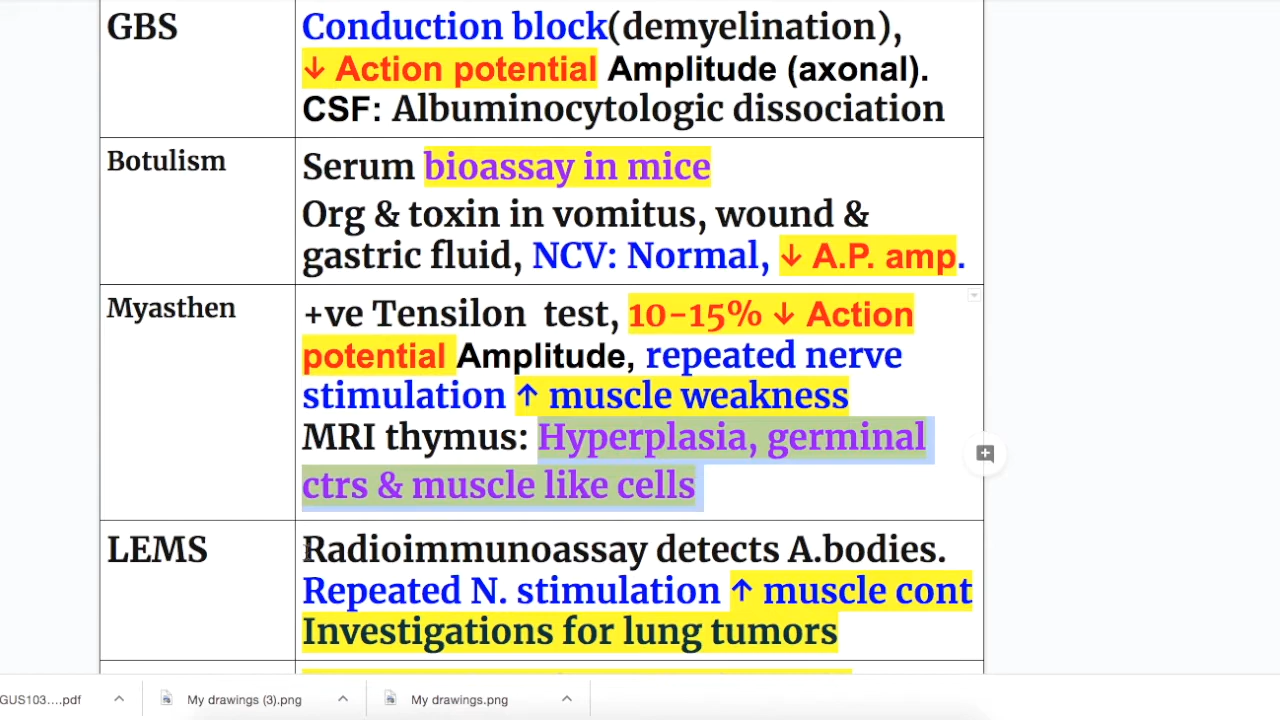 GBS
Conduction block(demyelination),
↓ Action potential Amplitude (axonal).
CSF: Albuminocytologic dissociation
Botulism
Serum bioassay in mice
Org & toxin in vomitus, wound &
gastric fluid, NCV: Normal, ↓ A.P. amp.
Myasthen
+ve Tensilon test, 10-15% ↓ Action
potential Amplitude, repeated nerve
stimulation ↑ muscle weakness
MRI thymus: Hyperplasia, germinal
ctrs & muscle like cells
LEMS
Radioimmunoassay detects A.bodies.
Repeated N. stimulation ↑ muscle cont
Investigations for lung tumors
GUS103....pdf
My drawings (3).png
My drawings.png